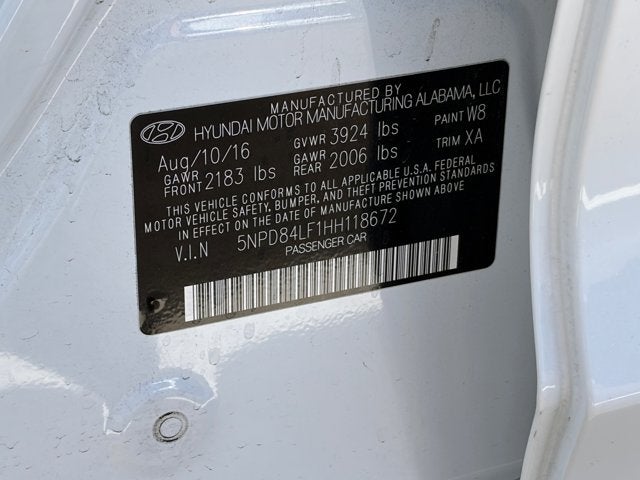 MANUFACTURED BY
HYUNDAI MOTOR MANUFACTURING ALABAMA, LLC
Aug/10/16 GVWR 3924 lbs PAINT W8
GAWR FRONT 2183 lbs GAWR REAR 2006 lbs TRIM XA
THIS VEHICLE CONFORMS TO ALL APPLICABLE U.S.A. FEDERAL
MOTOR VEHICLE SAFETY, BUMPER, AND THEFT PREVENTION STANDARDS
IN EFFECT ON THE DATE OF MANUFACTURE SHOWN ABOVE
V.I.N 5NPD84LF1HH118672
PASSENGER CAR